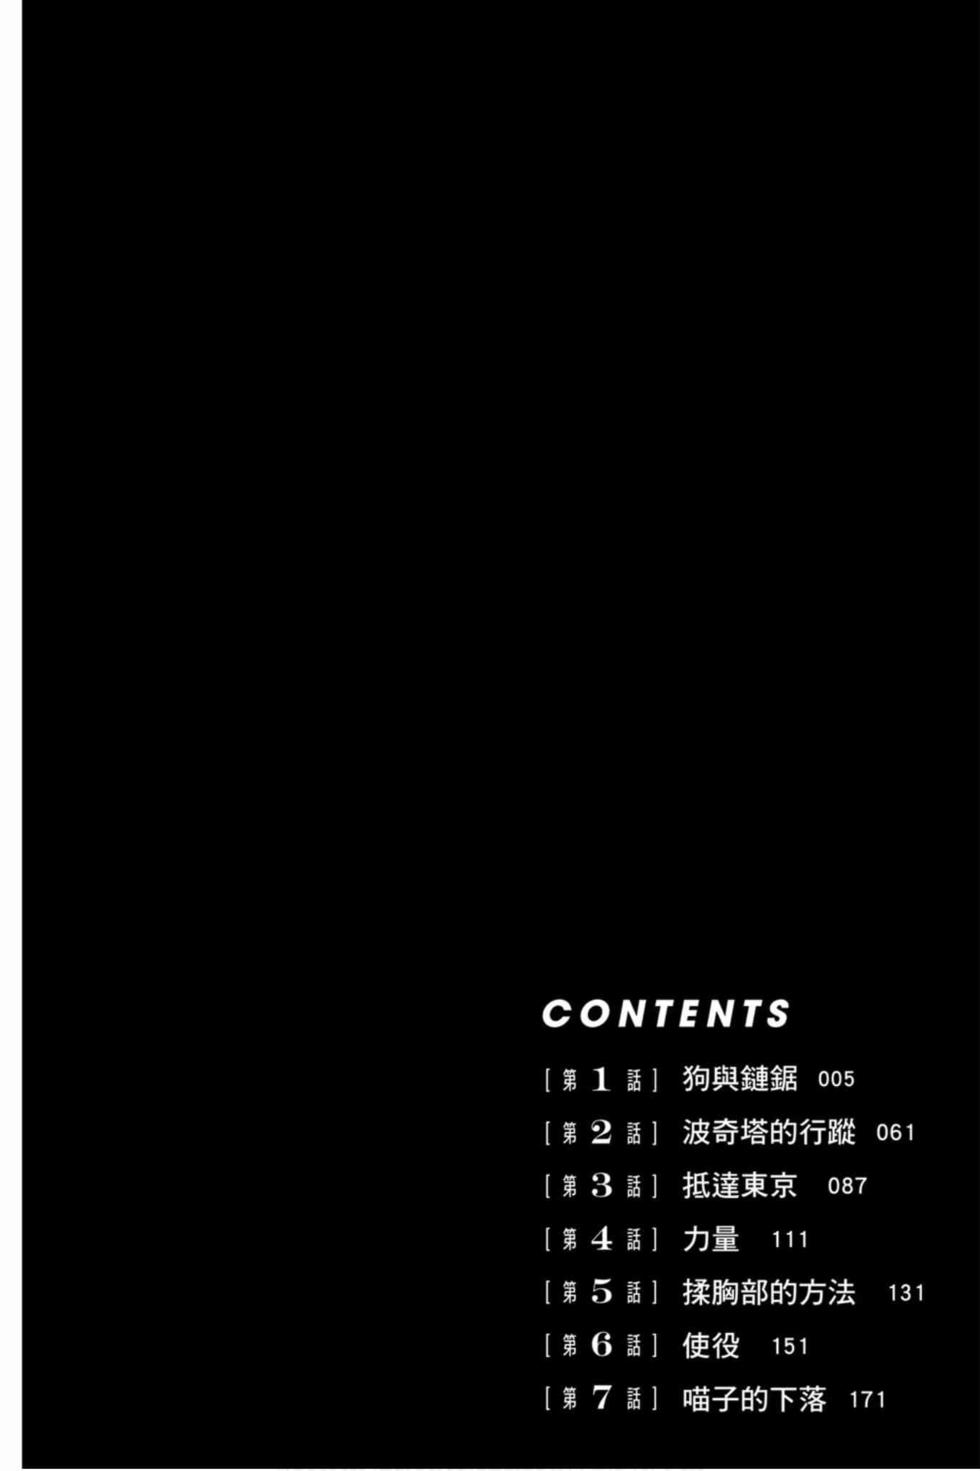 CONTENTS
[第1話] 狗與鏈鋸 005
[第2話] 波奇塔的行蹤 061
[第3話] 抵達東京 087
[第4話] 力量 111
[第5話] 揉胸部的方法 131
[第6話] 使役 151
[第7話] 喵子的下落 171